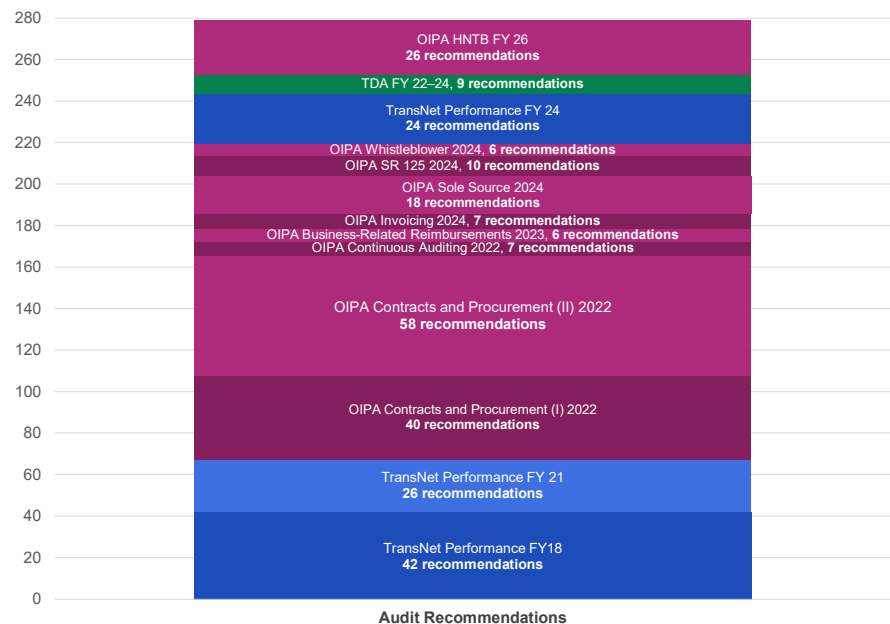 280
260
240
220
200
180
160
140
120
100
80
60
40
20
0
OIPA HNTB FY 26
26 recommendations
TDA FY 22–24, 9 recommendations
TransNet Performance FY 24
24 recommendations
OIPA Whistleblower 2024, 6 recommendations
OIPA SR 125 2024, 10 recommendations
OIPA Sole Source 2024
18 recommendations
OIPA Invoicing 2024, 7 recommendations
OIPA Business-Related Reimbursements 2023, 6 recommendations
OIPA Continuous Auditing 2022, 7 recommendations
OIPA Contracts and Procurement (II) 2022
58 recommendations
OIPA Contracts and Procurement (I) 2022
40 recommendations
TransNet Performance FY 21
26 recommendations
TransNet Performance FY18
42 recommendations
Audit Recommendations